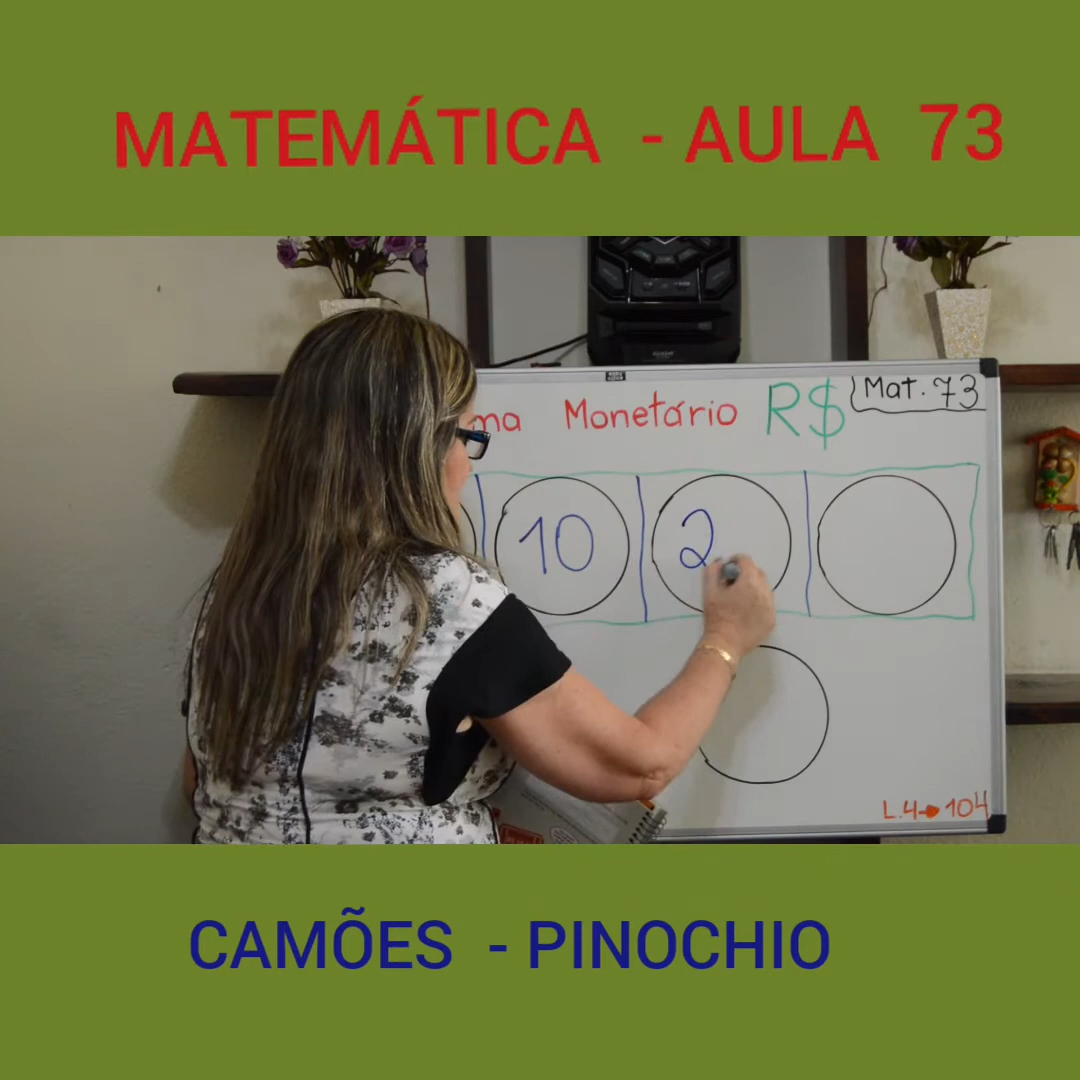 MATEMÁTICA - AULA 73
Mat. 73
ma Monetário R$
10 2
L.4 104
CAMÕES - PINOCHIO